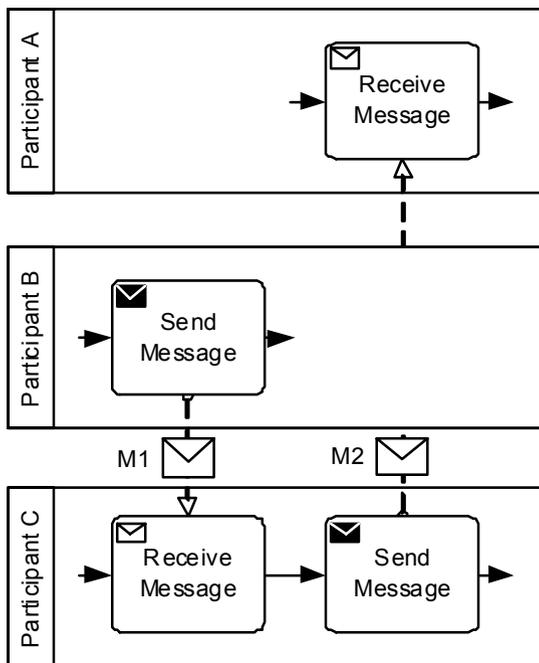 Participant A
Receive
Message
Participant B
Send
Message
M1
M2
Participant C
Receive
Message
Send
Message